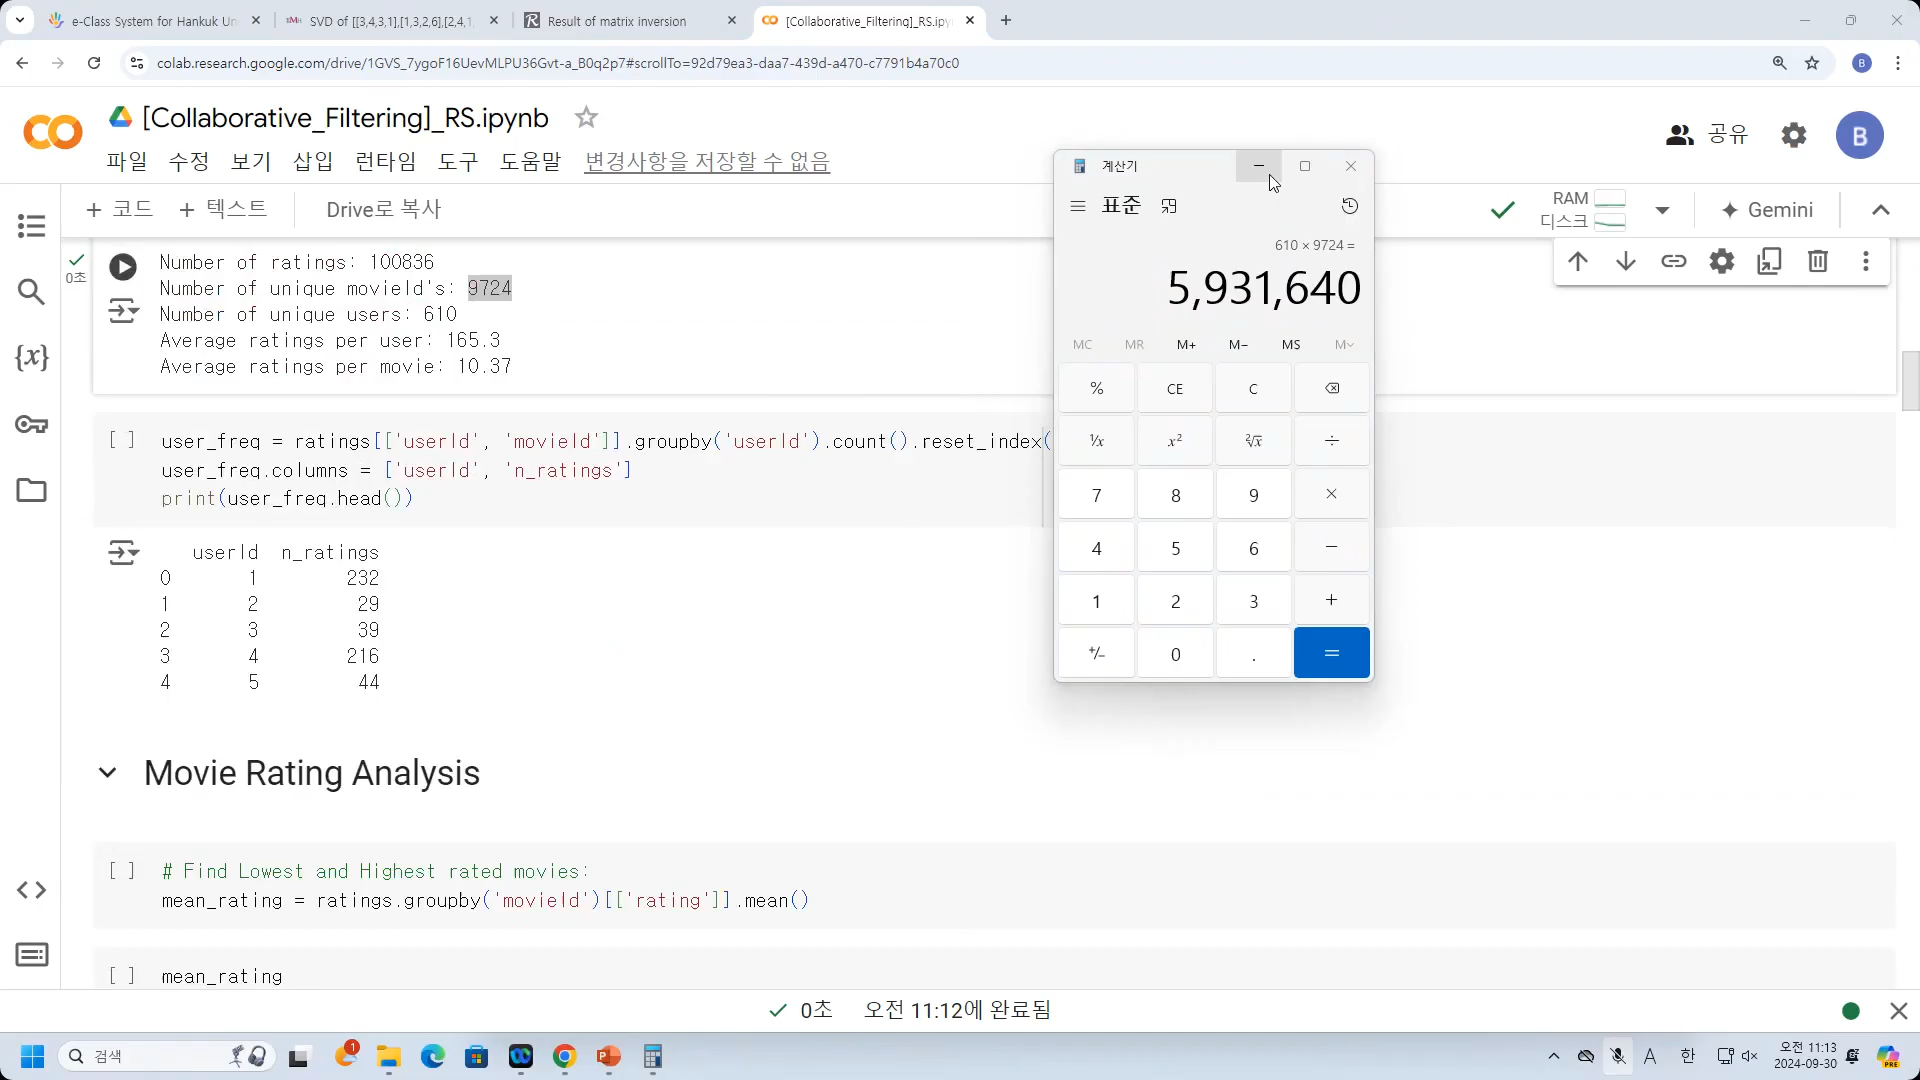 e-Class System for Hankuk Un
SVD of [[3,4,3,1],[1,3,2,6],[2,4,1,
Result of matrix inversion
[Collaborative_Filtering]_RS.ipyn
colab.research.google.com/drive/1GVS_7ygoF16UevMLPU36Gvt-a_B0q2p7#scrollTo=92d79ea3-daa7-439d-a470-c7791b4a70c0
B
[Collaborative_Filtering]_RS.ipynb
공유
B
파일 수정 보기 삽입 런타임 도구 도움말 변경사항을 저장할 수 없음
+ 코드 + 텍스트 Drive로 복사
RAM
디스크
Gemini
0초
Number of ratings: 100836
Number of unique movieId's: 9724
Number of unique users: 610
Average ratings per user: 165.3
Average ratings per movie: 10.37
[ ] user_freq = ratings[['userId', 'movieId']].groupby('userId').count().reset_index(
user_freq.columns = ['userId', 'n_ratings']
print(user_freq.head())
userId n_ratings
0 1 232
1 2 29
2 3 39
3 4 216
4 5 44
Movie Rating Analysis
[ ] # Find Lowest and Highest rated movies:
mean_rating = ratings.groupby('movieId')[['rating']].mean()
[ ] mean_rating
계산기
표준
610 × 9724 =
5,931,640
MC MR M+ M− MS M
% CE C
¹/x x² ²√x ÷
7 8 9 ×
4 5 6 −
1 2 3 +
+/− 0 . =
0초 오전 11:12에 완료됨
검색
1
A 한
오전 11:13
2024-09-30
PRE